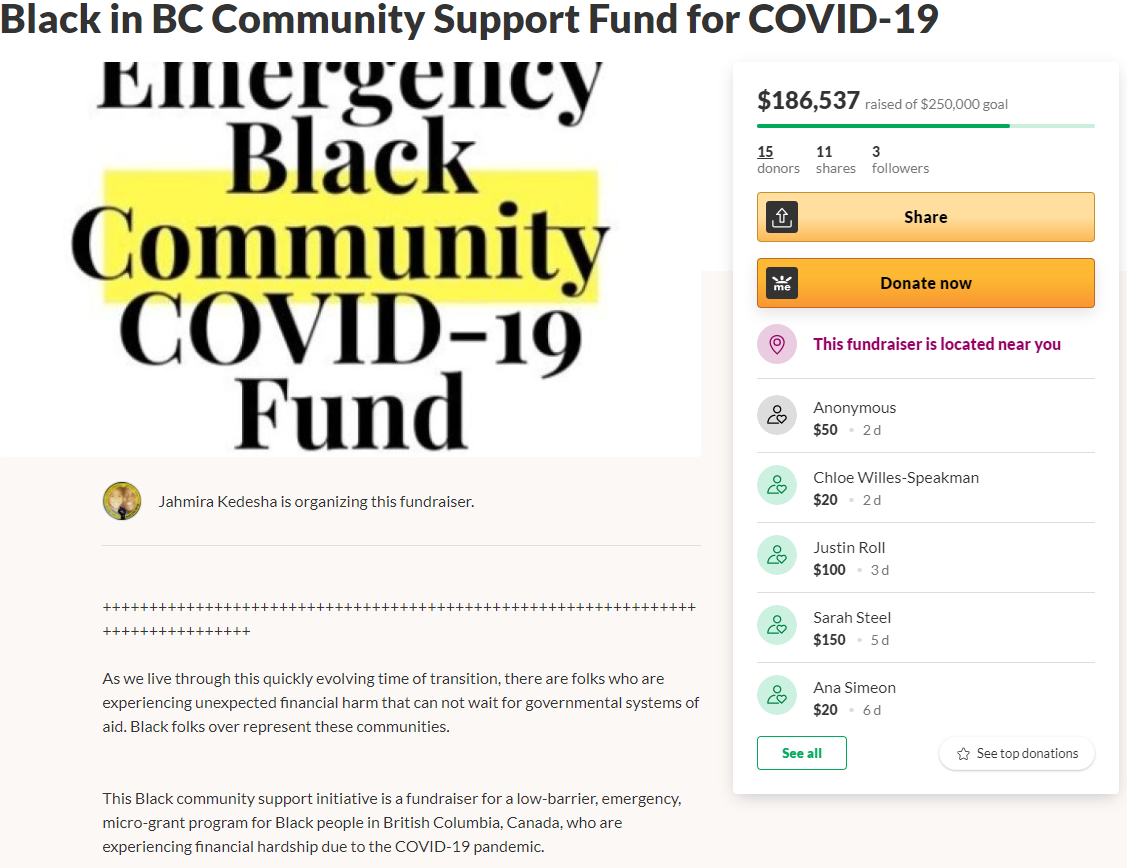 Black in BC Community Support Fund for COVID-19
Emergency
Black
Community
COVID-19
Fund
Jahmira Kedesha is organizing this fundraiser.
++++++++++++++++++++++++++++++++++++++++++++++++++++++++++++++++
++++++++++++++++
As we live through this quickly evolving time of transition, there are folks who are
experiencing unexpected financial harm that can not wait for governmental systems of
aid. Black folks over represent these communities.
This Black community support initiative is a fundraiser for a low-barrier, emergency,
micro-grant program for Black people in British Columbia, Canada, who are
experiencing financial hardship due to the COVID-19 pandemic.
$186,537 raised of $250,000 goal
15 11 3
donors shares followers
Share
me
Donate now
This fundraiser is located near you
Anonymous
$50 • 2 d
Chloe Willes-Speakman
$20 • 2 d
Justin Roll
$100 • 3 d
Sarah Steel
$150 • 5 d
Ana Simeon
$20 • 6 d
See all
See top donations